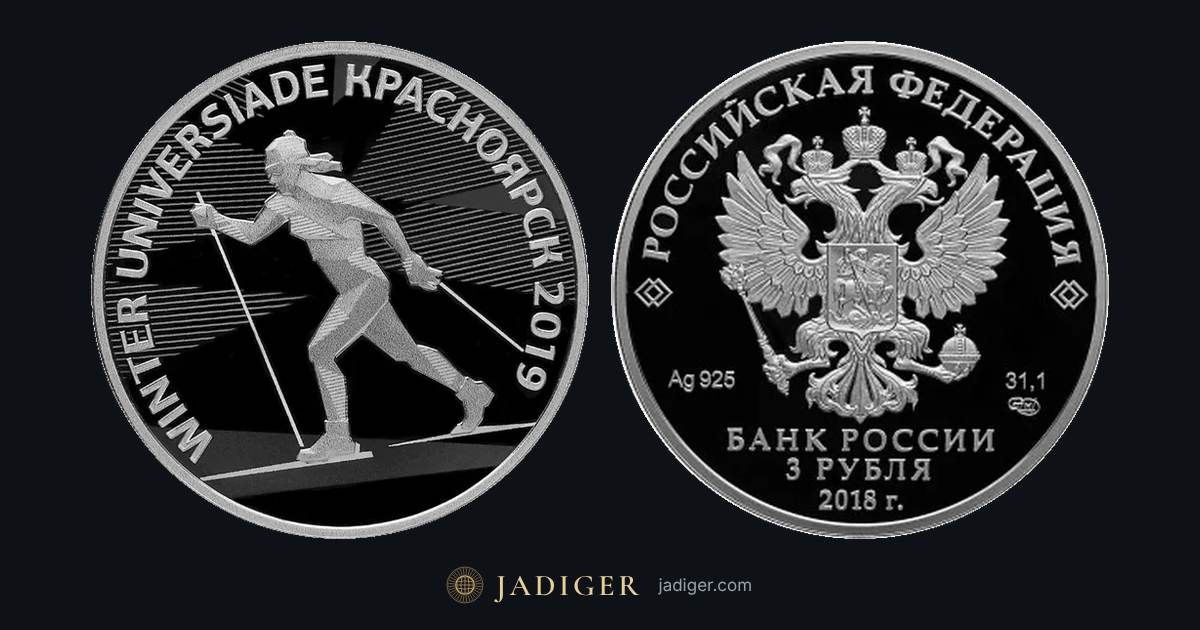 WINTER UNIVERSIADE КРАСНОЯРСК 2019
РОССИЙСКАЯ ФЕДЕРАЦИЯ
Ag 925
31,1
БАНК РОССИИ
3 РУБЛЯ
2018 г.
JADIGER jadiger.com